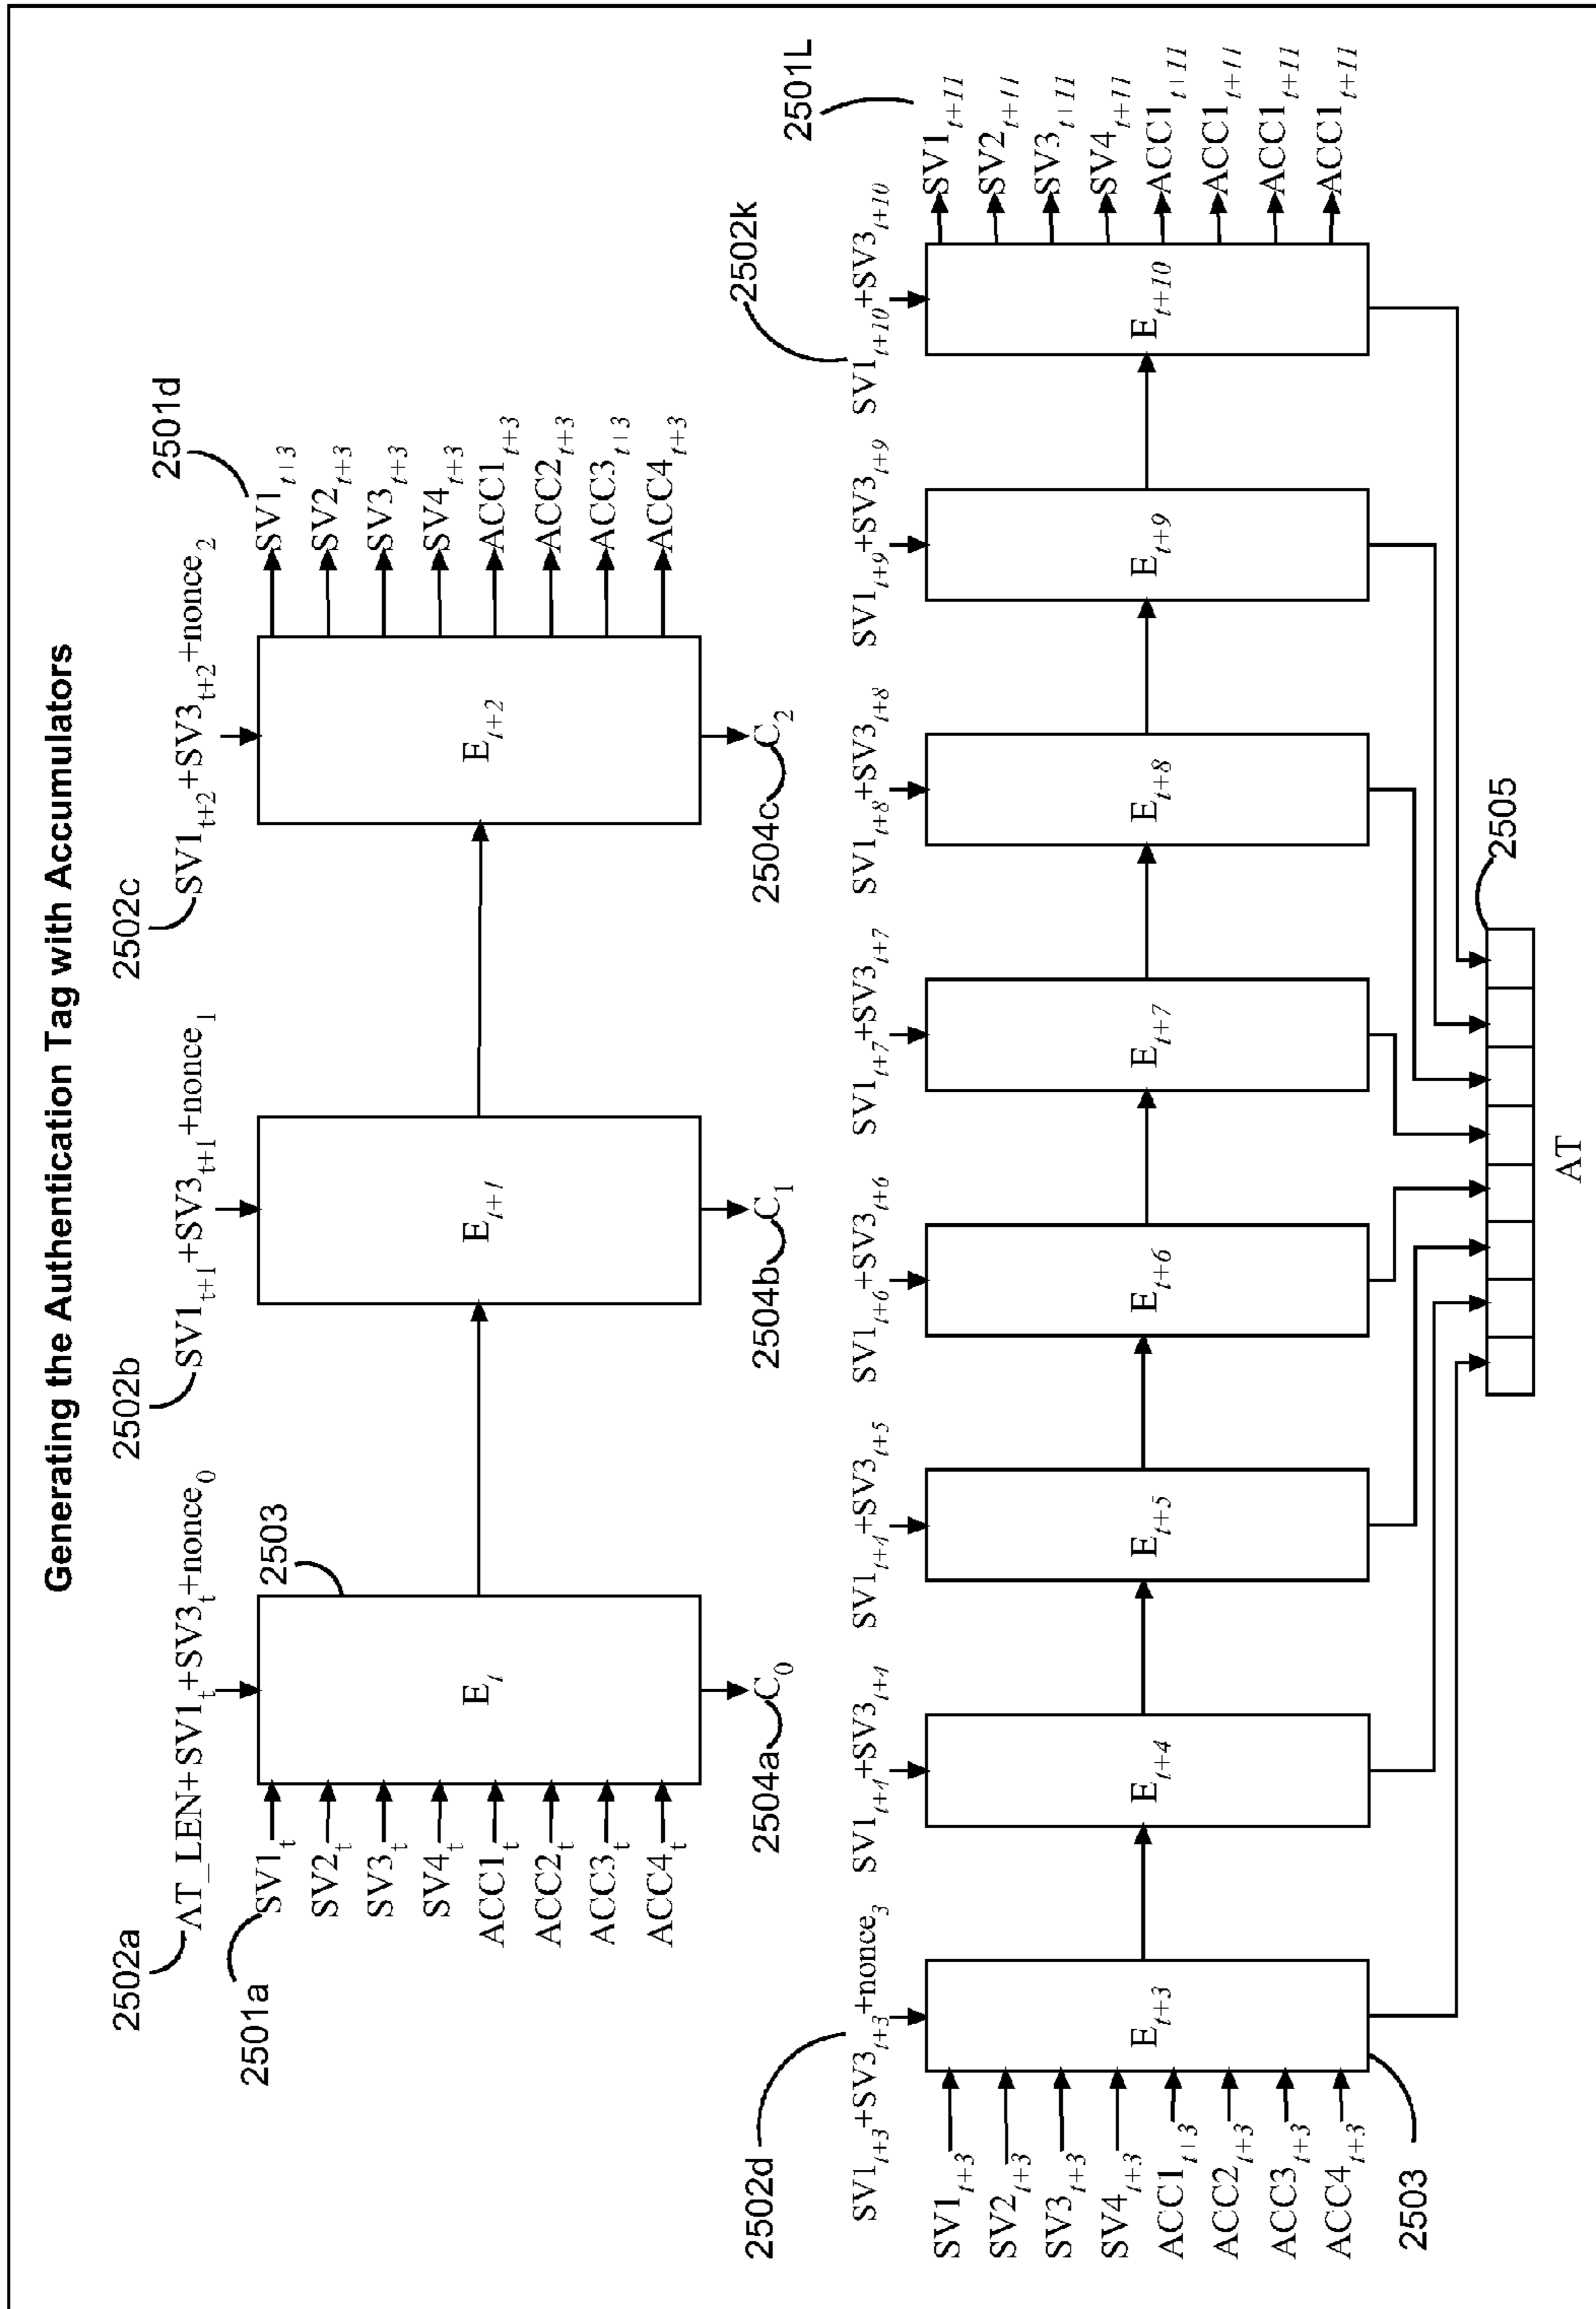 Generating the Authentication Tag with Accumulators
2502a
2502b
2502c
2501d
AT_LEN+SV1t+SV3t+nonce0
SV1t+1+SV3t+1+nonce1
SV1t+2+SV3t+2+nonce2
2501a
2503
SV1t
SV2t
SV3t
SV4t
ACC1t
ACC2t
ACC3t
ACC4t
Et
Et+1
Et+2
SV1t+3
SV2t+3
SV3t+3
SV4t+3
ACC1t+3
ACC2t+3
ACC3t+3
ACC4t+3
2504a
C0
2504b
C1
2504c
C2
2502d
2502k
2501L
SV1t+3+SV3t+3+nonce3
SV1t+4+SV3t+4
SV1t+4+SV3t+5
SV1t+6+SV3t+6
SV1t+7+SV3t+7
SV1t+8+SV3t+8
SV1t+9+SV3t+9
SV1t+10+SV3t+10
SV1t+3
SV2t+3
SV3t+3
SV4t+3
ACC1t+3
ACC2t+3
ACC3t+3
ACC4t+3
Et+3
Et+4
Et+5
Et+6
Et+7
Et+8
Et+9
Et+10
SV1t+11
SV2t+11
SV3t+11
SV4t+11
ACC1t+11
ACC1t+11
ACC1t+11
ACC1t+11
2503
2505
AT